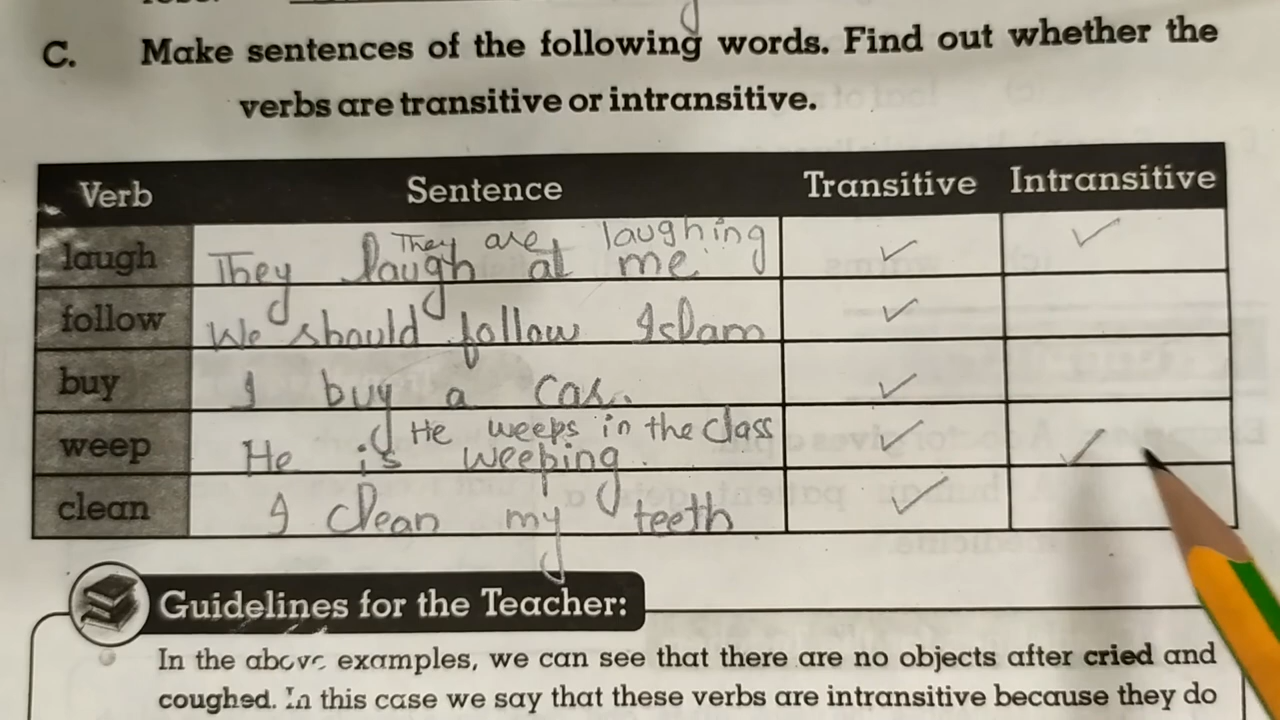 C. Make sentences of the following words. Find out whether the
verbs are transitive or intransitive.
Verb Sentence Transitive Intransitive
They are laughing
laugh They laugh at me ✓ ✓
follow We should follow Islam ✓
buy I buy a car. ✓
He weeps in the class
weep He is weeping. ✓ ✓
clean I clean my teeth ✓
Guidelines for the Teacher:
In the above examples, we can see that there are no objects after cried and
coughed. In this case we say that these verbs are intransitive because they do